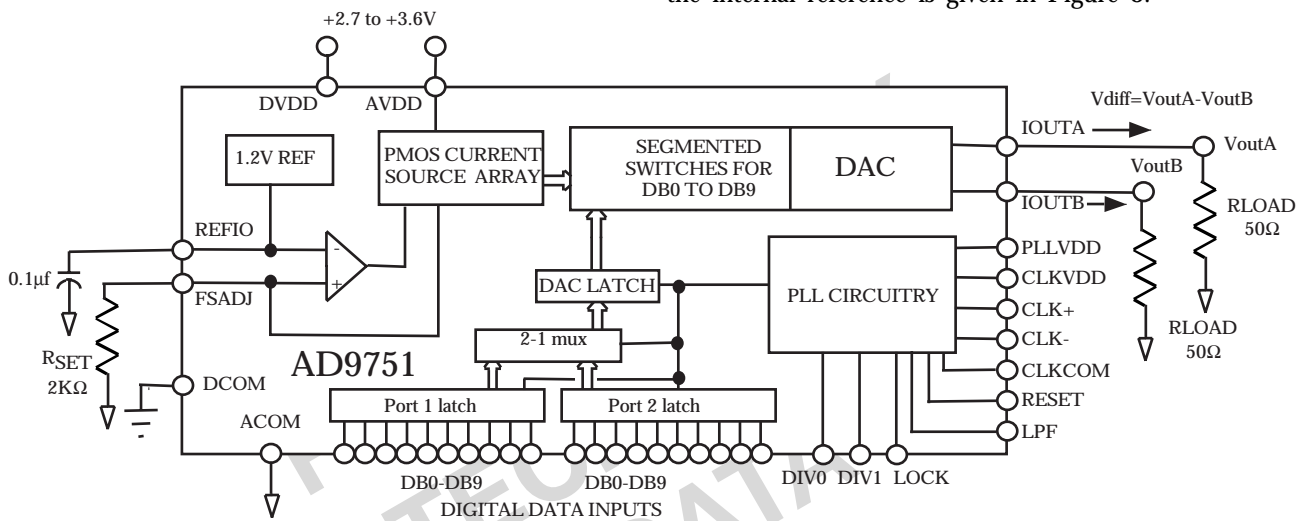 the internal reference is given in Figure
+2.7 to +3.6V
DVDD
AVDD
Vdiff=VoutA-VoutB
IOUTA
VoutA
1.2V REF
PMOS CURRENT
SOURCE ARRAY
SEGMENTED
SWITCHES FOR
DB0 TO DB9
DAC
VoutB
IOUTB
RLOAD
50Ω
REFIO
-
+
0.1μf
FSADJ
PLLVDD
CLKVDD
CLK+
CLK-
CLKCOM
RESET
LPF
DAC LATCH
PLL CIRCUITRY
2-1 mux
RLOAD
50Ω
RSET
2KΩ
AD9751
DCOM
ACOM
Port 1 latch
Port 2 latch
DB0-DB9
DB0-DB9
DIV0 DIV1 LOCK
DIGITAL DATA INPUTS
DATA